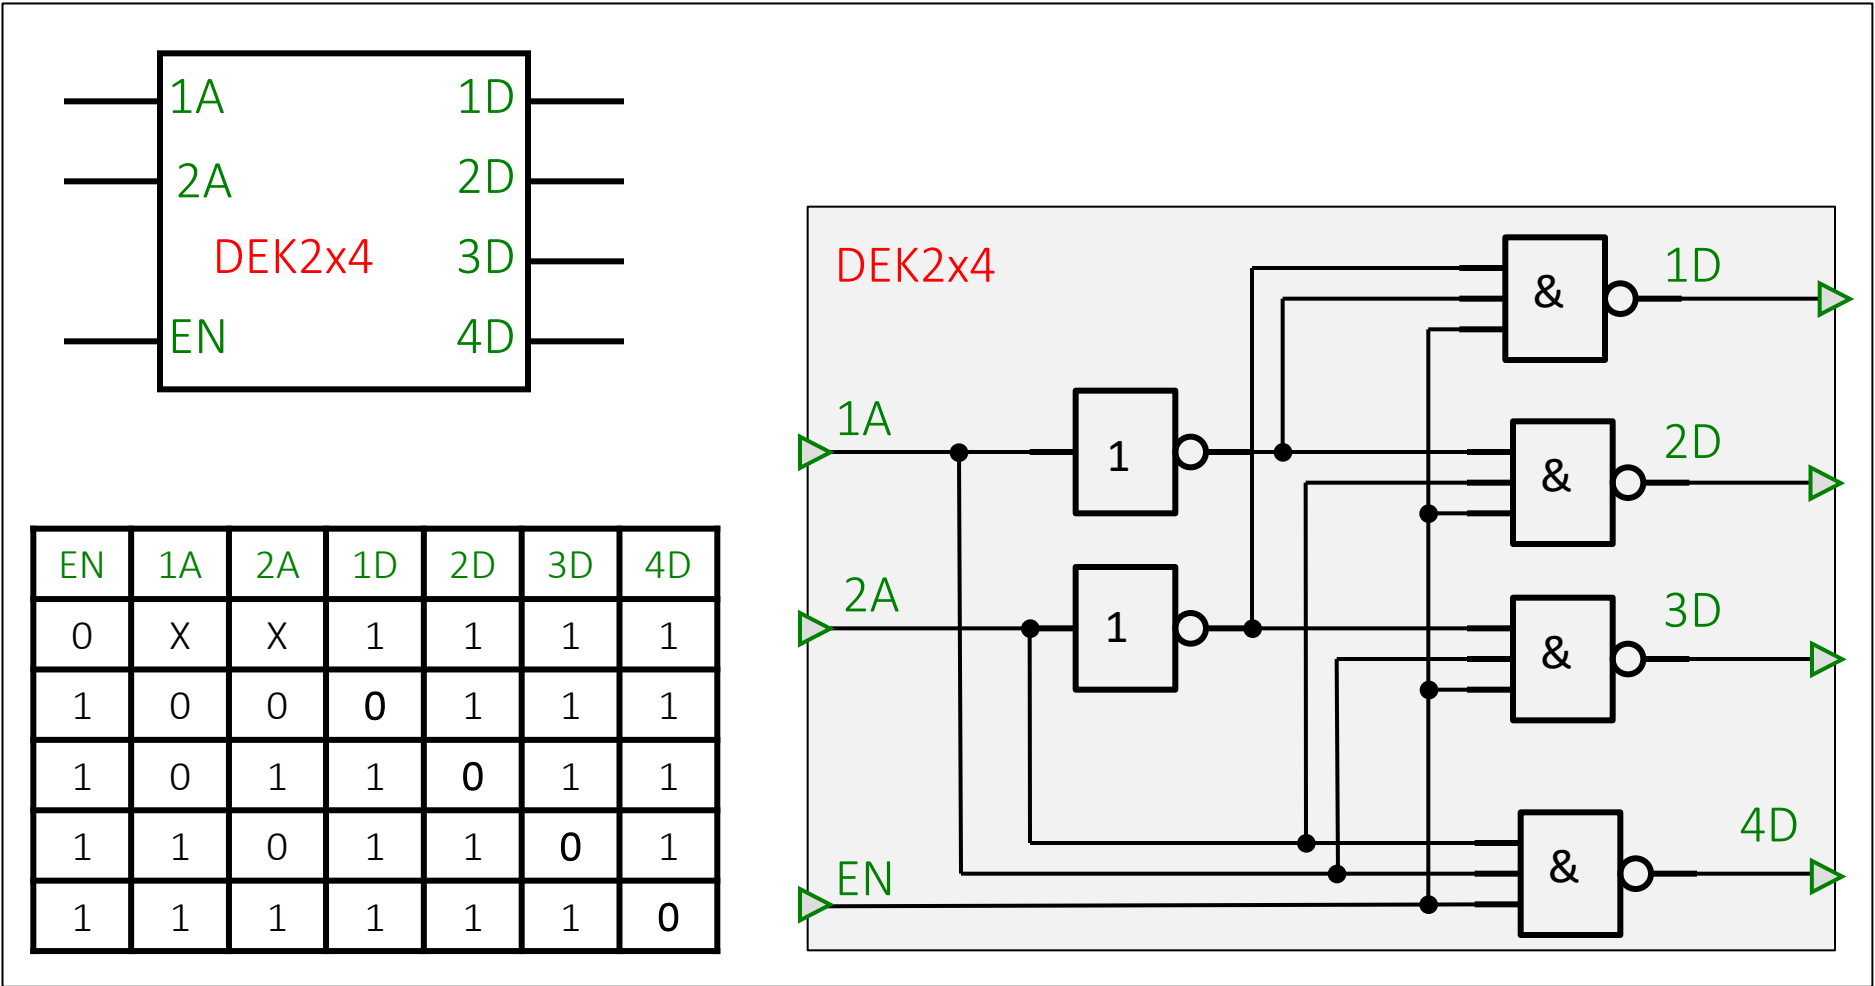 1A 1D
2A 2D
DEK2x4 3D
EN 4D
DEK2x4
1A
1
2A
1
EN
&
1D
&
2D
&
3D
&
4D
EN 1A 2A 1D 2D 3D 4D
0 X X 1 1 1 1
1 0 0 0 1 1 1
1 0 1 1 0 1 1
1 1 0 1 1 0 1
1 1 1 1 1 1 0